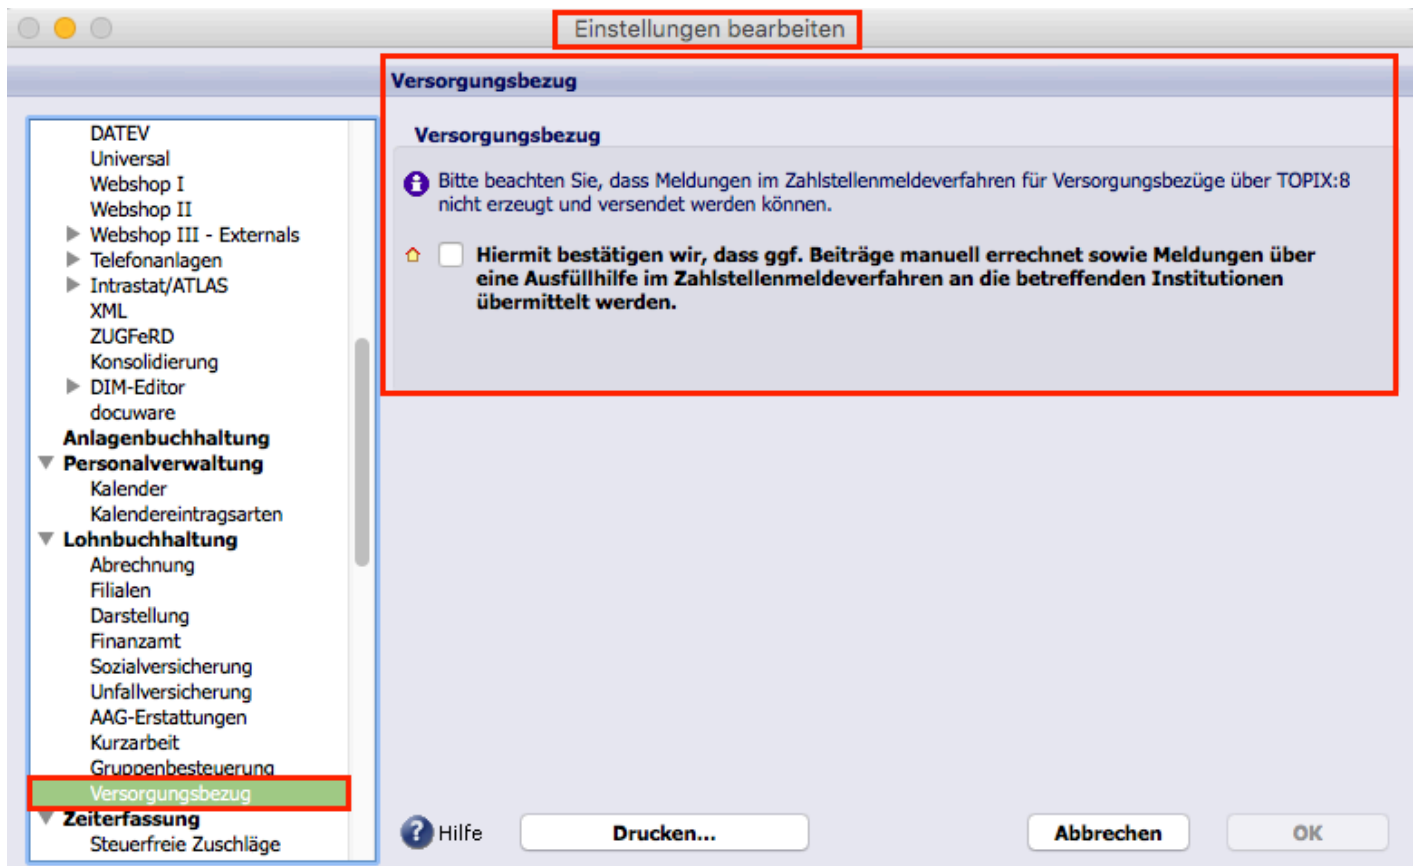 Einstellungen bearbeiten
Versorgungsbezug
DATEV
Universal
Webshop I
Webshop II
Webshop III - Externals
Telefonanlagen
Intrastat/ATLAS
XML
ZUGFeRD
Konsolidierung
DIM-Editor
docuware
Anlagenbuchhaltung
Personalverwaltung
Kalender
Kalendereintragsarten
Lohnbuchhaltung
Abrechnung
Filialen
Darstellung
Finanzamt
Sozialversicherung
Unfallversicherung
AAG-Erstattungen
Kurzarbeit
Gruppenbesteuerung
Versorgungsbezug
Zeiterfassung
Steuerfreie Zuschläge
Versorgungsbezug
Bitte beachten Sie, dass Meldungen im Zahlstellenmeldeverfahren für Versorgungsbezüge über TOPIX:8
nicht erzeugt und versendet werden können.
Hiermit bestätigen wir, dass ggf. Beiträge manuell errechnet sowie Meldungen über
eine Ausfüllhilfe im Zahlstellenmeldeverfahren an die betreffenden Institutionen
übermittelt werden.
? Hilfe
Drucken...
Abbrechen
OK